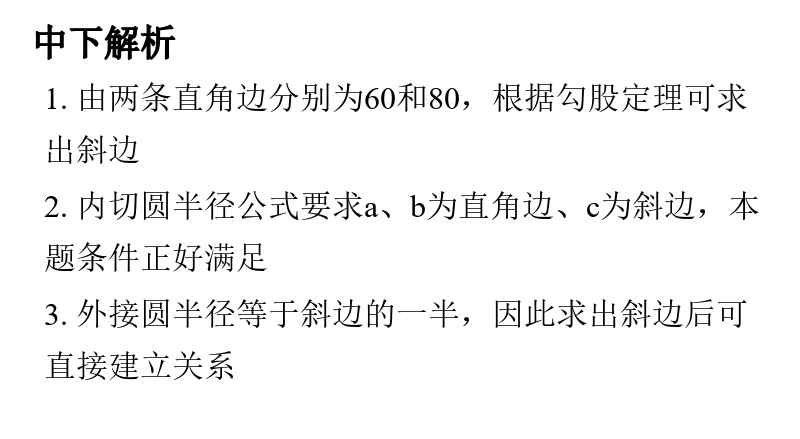 中下解析
1. 由两条直角边分别为60和80，根据勾股定理可求
出斜边
2. 内切圆半径公式要求a、b为直角边、c为斜边，本
题条件正好满足
3. 外接圆半径等于斜边的一半，因此求出斜边后可
直接建立关系